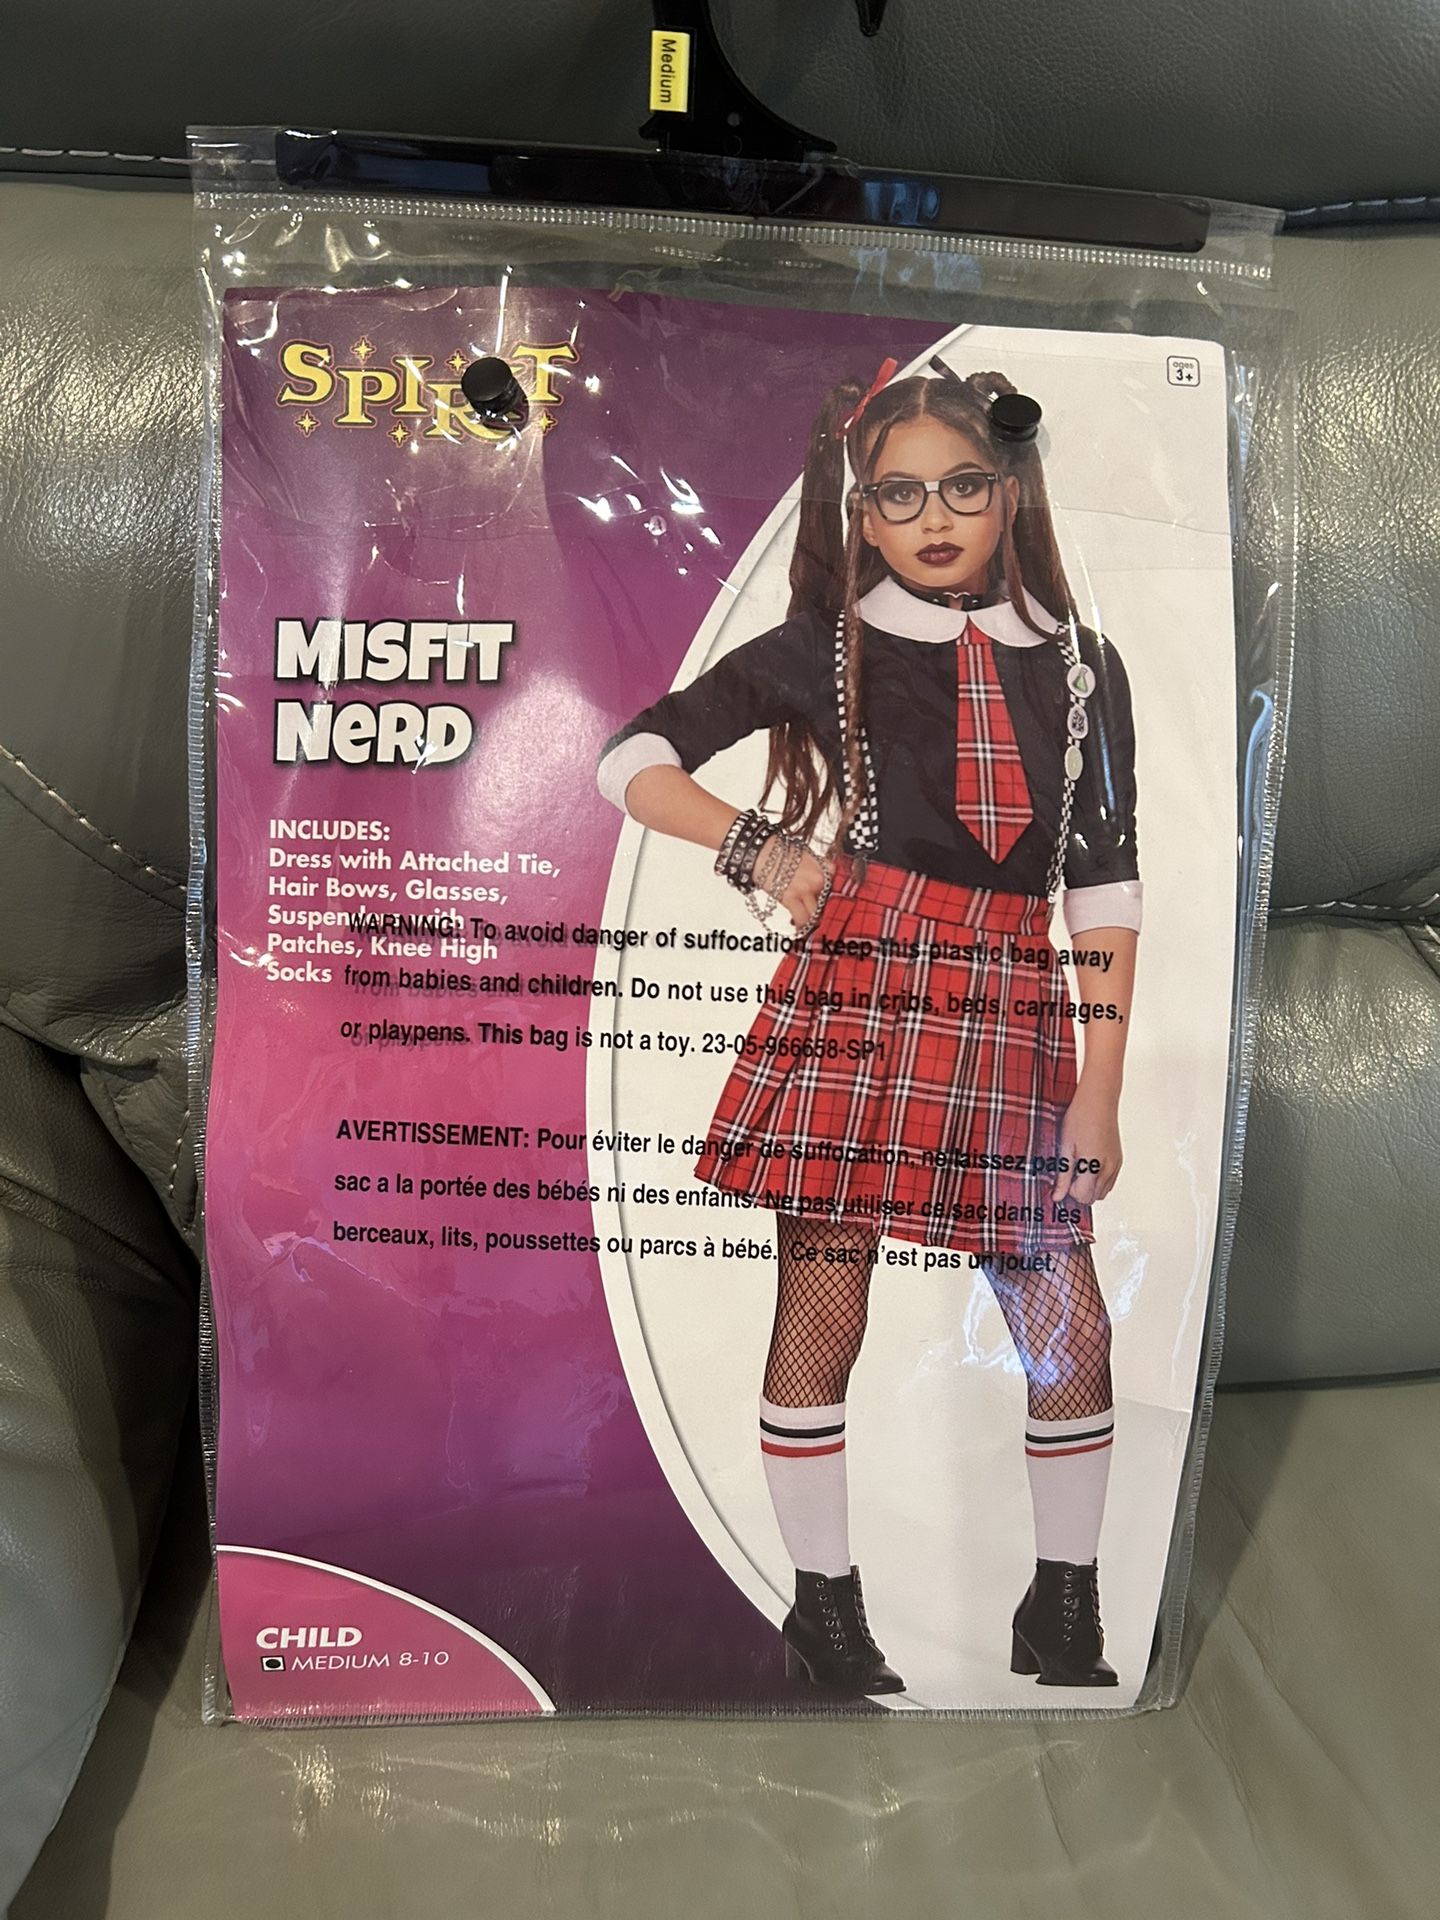 Medium
SPIRIT
ages
3+
MISFIT
NeRD
INCLUDES:
Dress with Attached Tie,
Hair Bows, Glasses,
Suspenders with
Patches, Knee High
Socks
WARNING: To avoid danger of suffocation, keep this plastic bag away
from babies and children. Do not use this bag in cribs, beds, carriages,
or playpens. This bag is not a toy. 23-05-966658-SP1
AVERTISSEMENT: Pour éviter le danger de suffocation, ne laissez pas ce
sac a la portée des bébés ni des enfants. Ne pas utiliser ce sac dans les
berceaux, lits, poussettes ou parcs à bébé. Ce sac n'est pas un jouet.
CHILD
MEDIUM 8-10